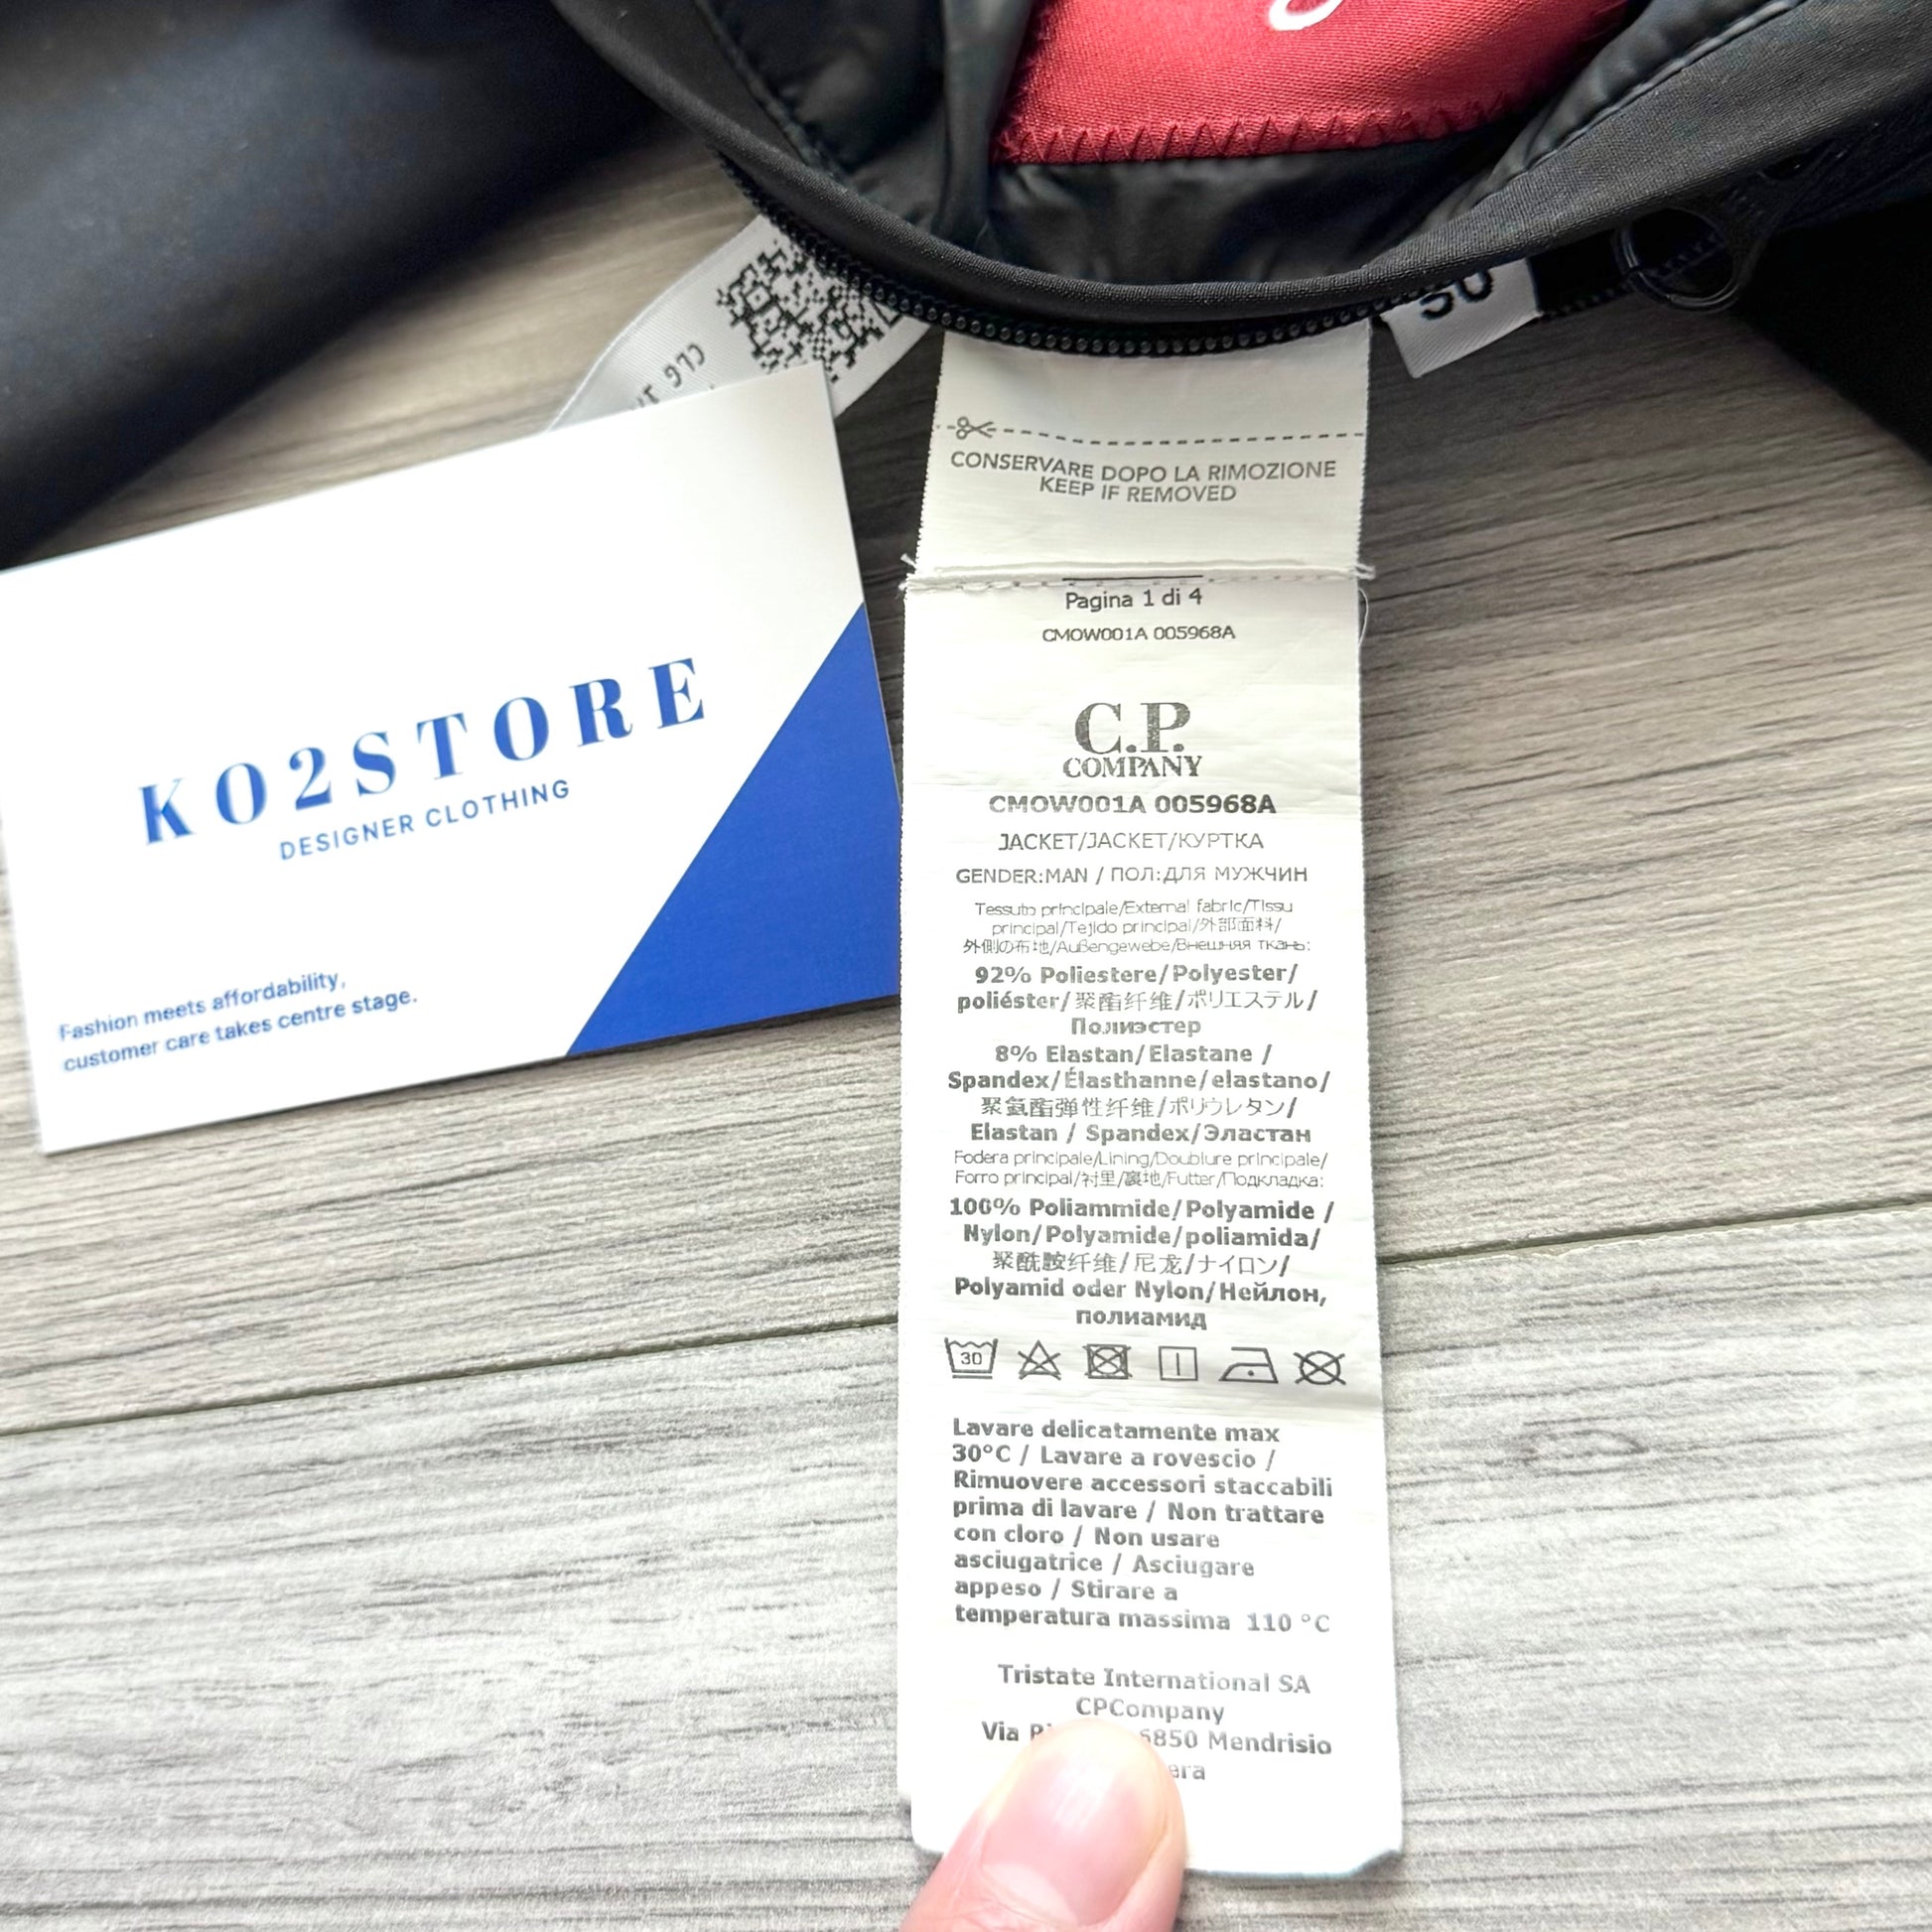 50
CONSERVARE DOPO LA RIMOZIONE
KEEP IF REMOVED
Pagina 1 di 4
CMOW001A 005968A
C.P.
COMPANY
CMOW001A 005968A
JACKET/JACKET/КУРТКА
GENDER:MAN / ПОЛ:ДЛЯ МУЖЧИН
Tessuto principale/External fabric/Tissu
principal/Tejido principal/外部面料/
外側の布地/Außengewebe/Внешняя ткань:
92% Poliestere/Polyester/
poliéster/聚酯纤维/ポリエステル/
Полиэстер
8% Elastan/Elastane /
Spandex/Élasthanne/elastano/
聚氨酯弹性纤维/ポリウレタン/
Elastan / Spandex/Эластан
Fodera principale/Lining/Doublure principale/
Forro principal/衬里/裏地/Futter/Подкладка:
100% Poliammide/Polyamide /
Nylon/Polyamide/poliamida/
聚酰胺纤维/尼龙/ナイロン/
Polyamid oder Nylon/Нейлон,
полиамид
30
Lavare delicatamente max
30°C / Lavare a rovescio /
Rimuovere accessori staccabili
prima di lavare / Non trattare
con cloro / Non usare
asciugatrice / Asciugare
appeso / Stirare a
temperatura massima 110 °C
Tristate International SA
CPCompany
Via 6850 Mendrisio
KO2STORE
DESIGNER CLOTHING
Fashion meets affordability,
customer care takes centre stage.